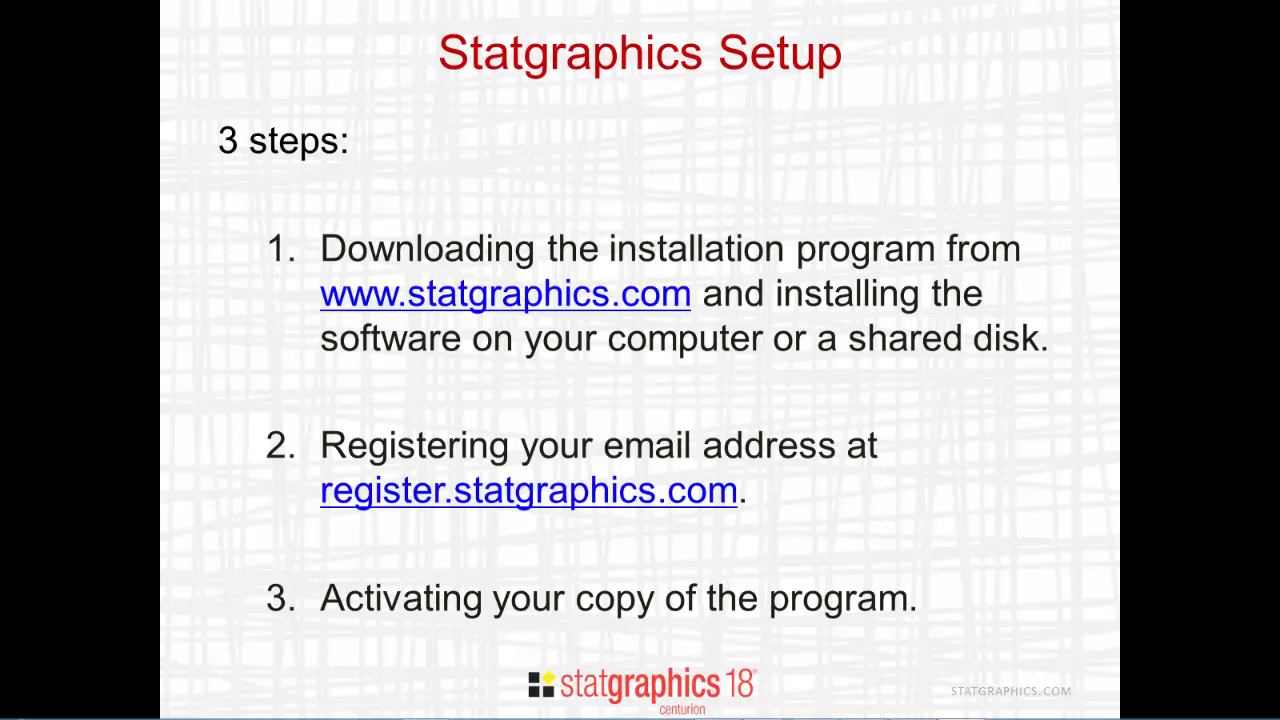 Statgraphics Setup
3 steps:
1. Downloading the installation program from
www.statgraphics.com and installing the
software on your computer or a shared disk.
2. Registering your email address at
register.statgraphics.com.
3. Activating your copy of the program.
statgraphics 18®
centurion
STATGRAPHICS.COM